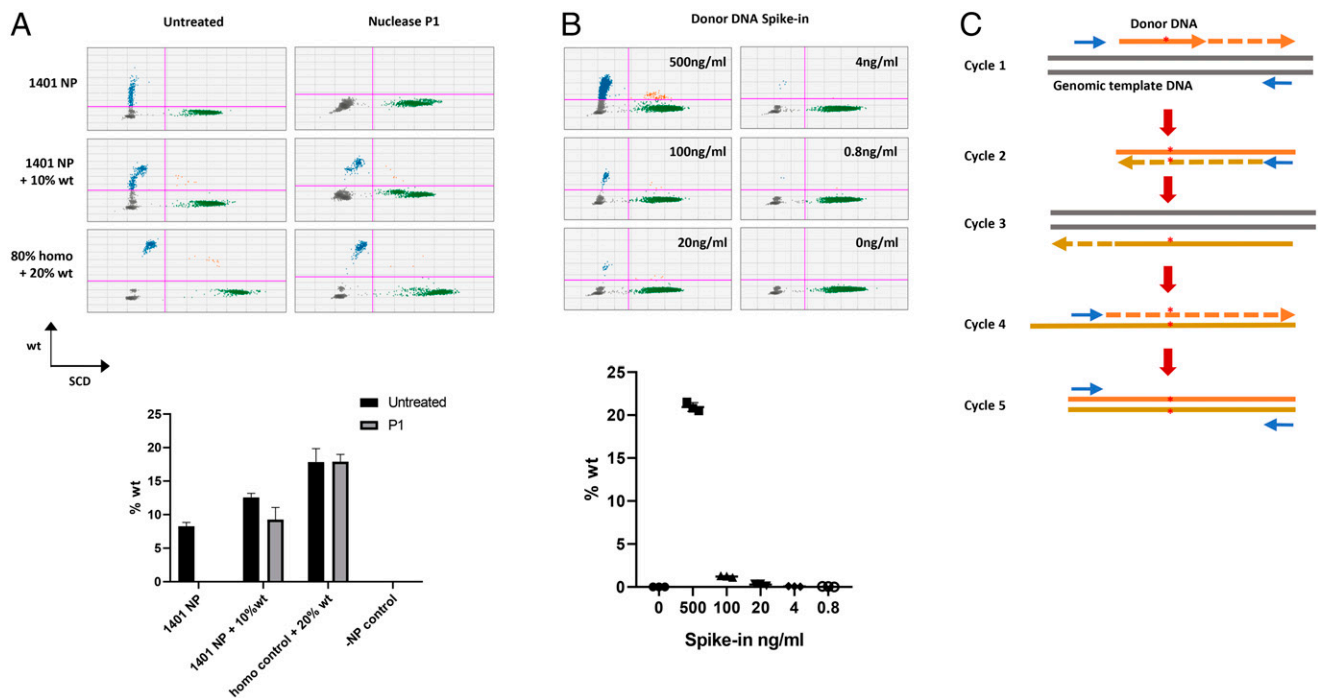 A
Untreated
Nuclease P1
1401 NP
1401 NP
+ 10% wt
80% homo
+ 20% wt
wt
SCD
Untreated
P1
% wt
25
20
15
10
5
0
1401 NP
1401 NP + 10%wt
homo control + 20% wt
-NP control
B
Donor DNA Spike-in
500ng/ml
4ng/ml
100ng/ml
0.8ng/ml
20ng/ml
0ng/ml
% wt
25
20
15
10
5
0
0 500 100 20 4 0.8
Spike-in ng/ml
C
Donor DNA
Cycle 1
Genomic template DNA
Cycle 2
Cycle 3
Cycle 4
Cycle 5